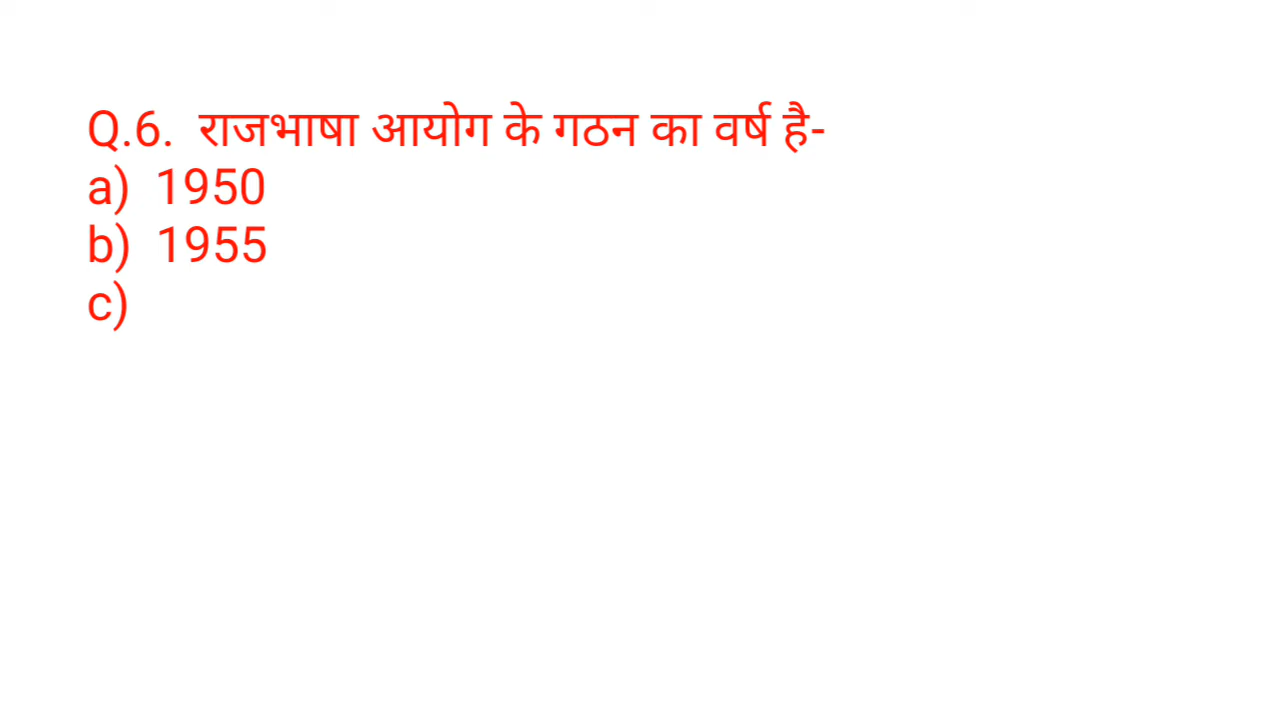 Q.6. राजभाषा आयोग के गठन का वर्ष है-
a) 1950
b) 1955
c)